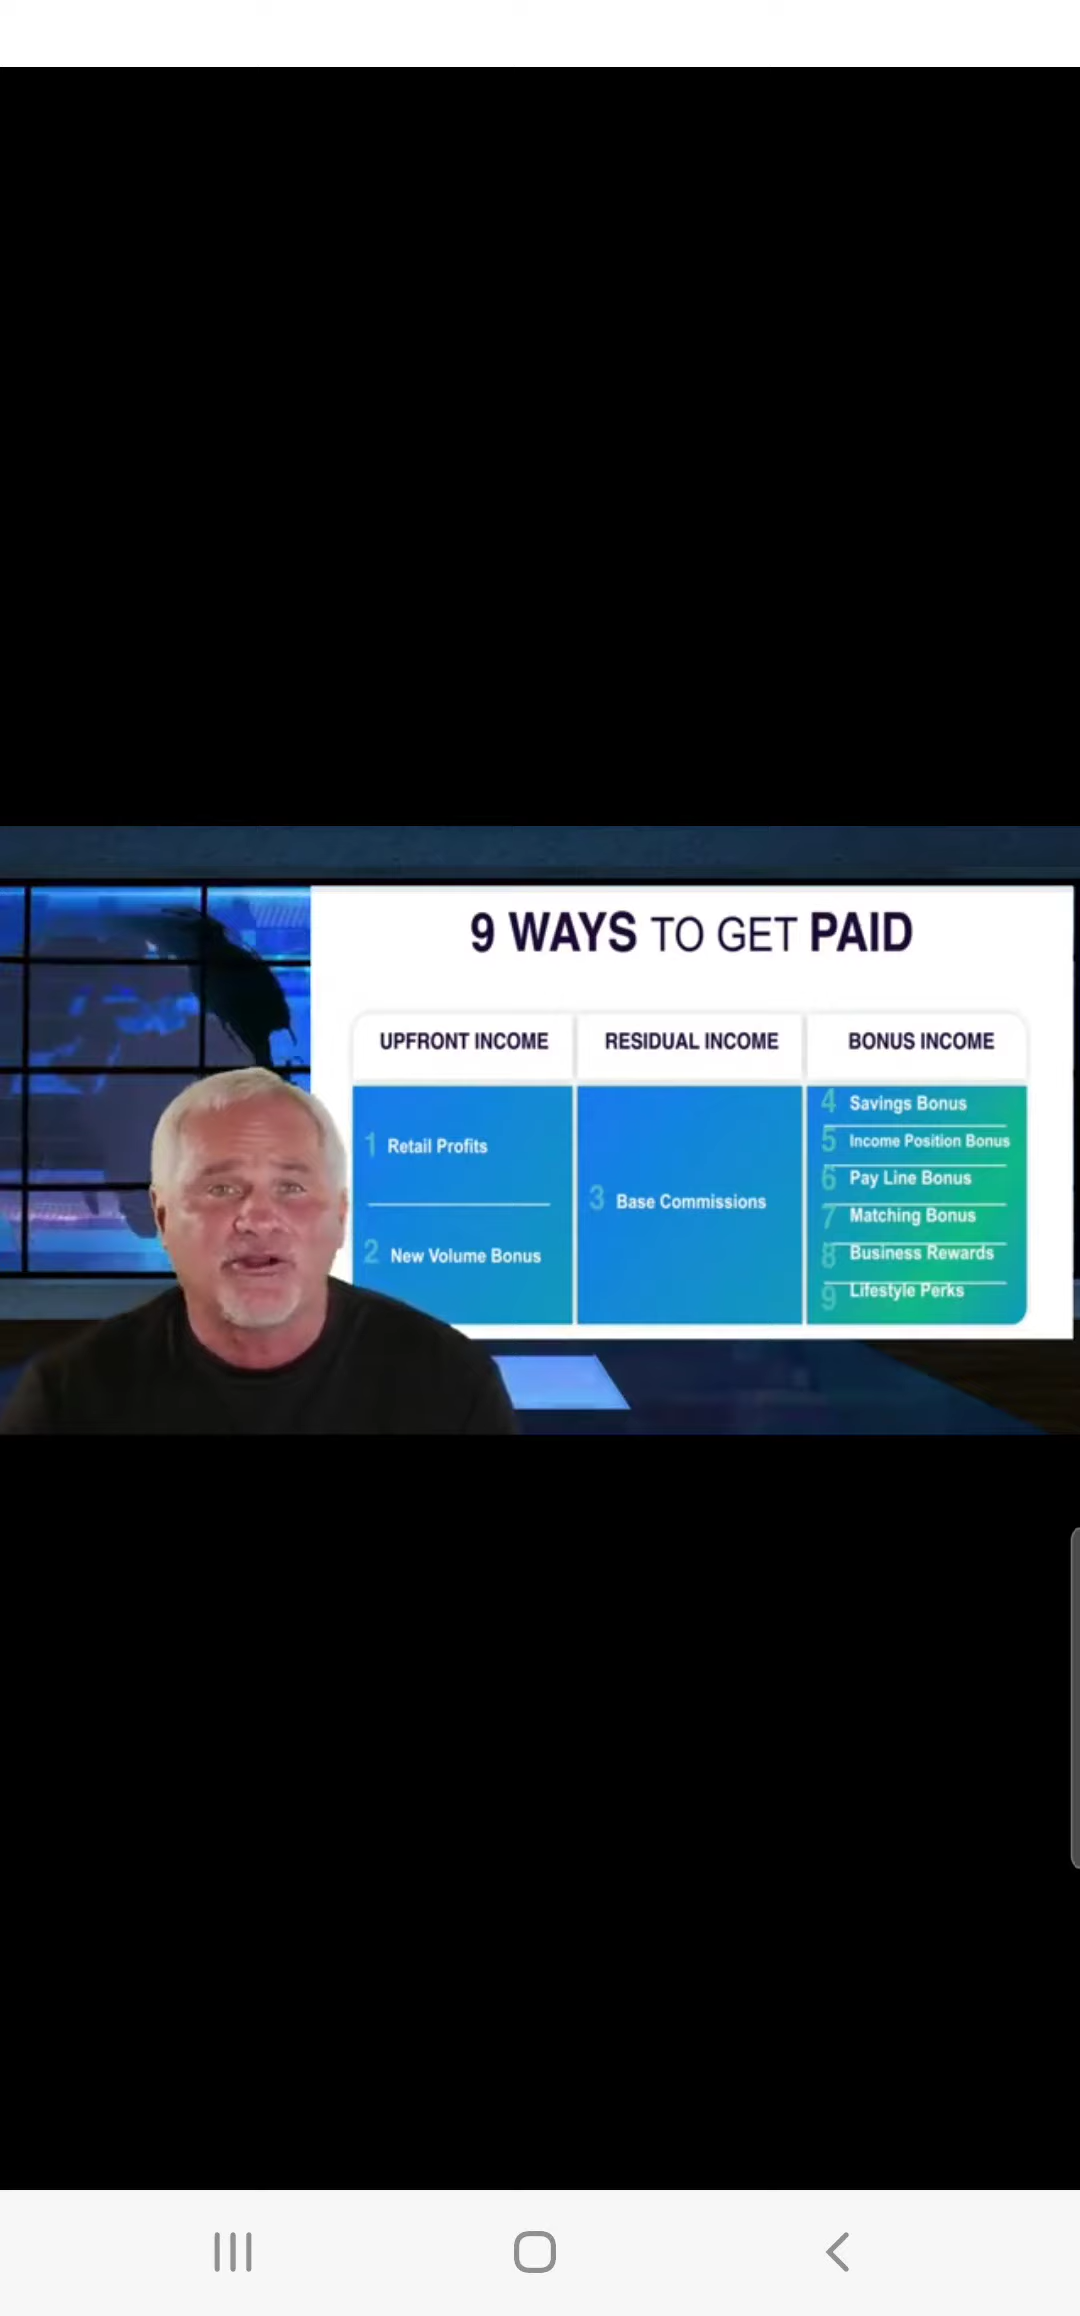 9 WAYS TO GET PAID
UPFRONT INCOME
1 Retail Profits
2 New Volume Bonus
RESIDUAL INCOME
3 Base Commissions
BONUS INCOME
4 Savings Bonus
5 Income Position Bonus
6 Pay Line Bonus
7 Matching Bonus
8 Business Rewards
9 Lifestyle Perks